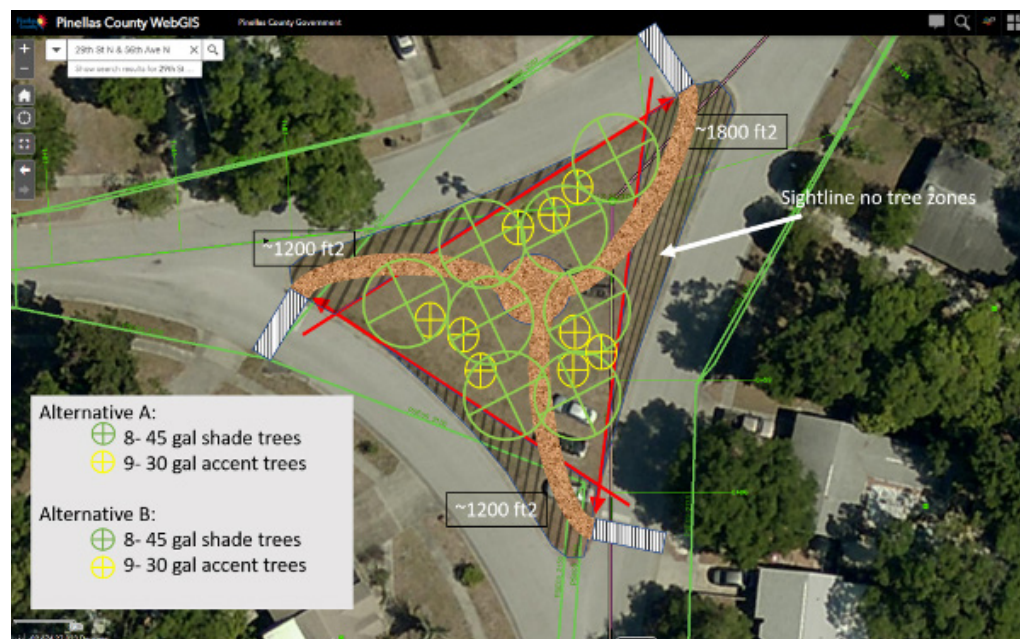 Pinellas County WebGIS
Pinellas County Government
29th St N & 56th Ave N
Show search results for 29th St ...
~1800 ft2
Sightline no tree zones
~1200 ft2
Alternative A:
8- 45 gal shade trees
9- 30 gal accent trees
Alternative B:
8- 45 gal shade trees
9- 30 gal accent trees
~1200 ft2